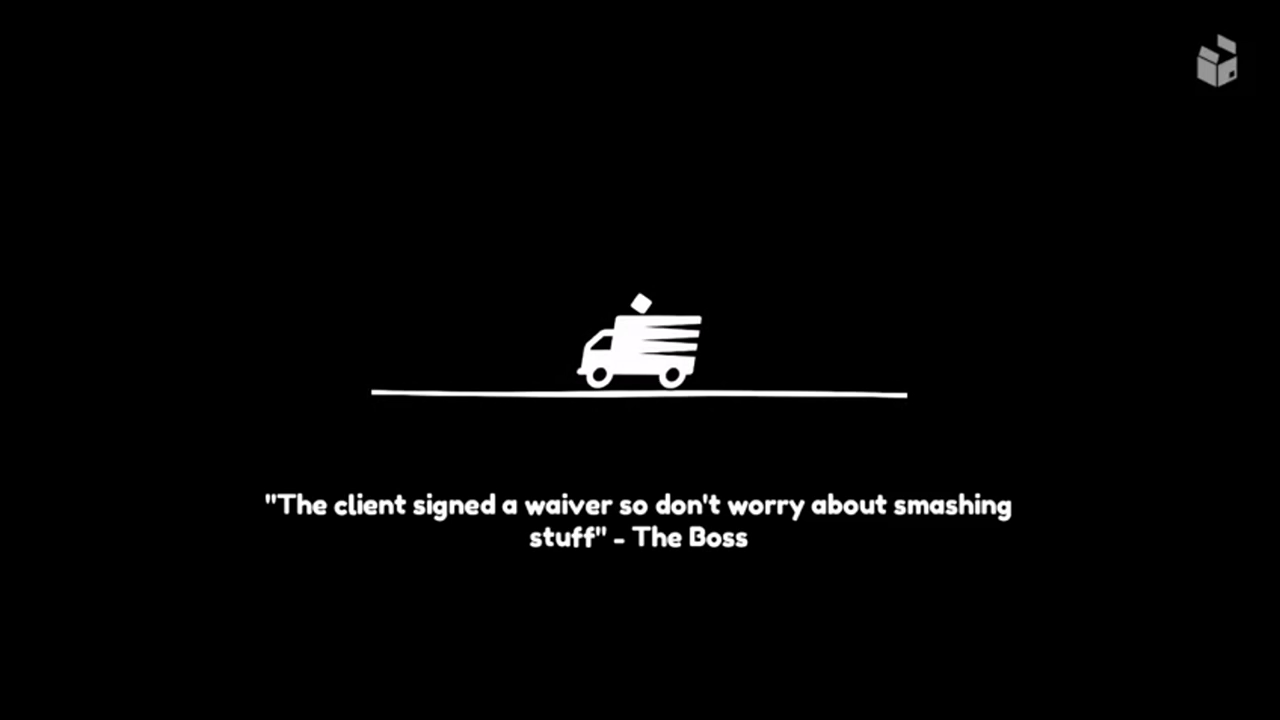 "The client signed a waiver so don't worry about smashing
stuff" - The Boss